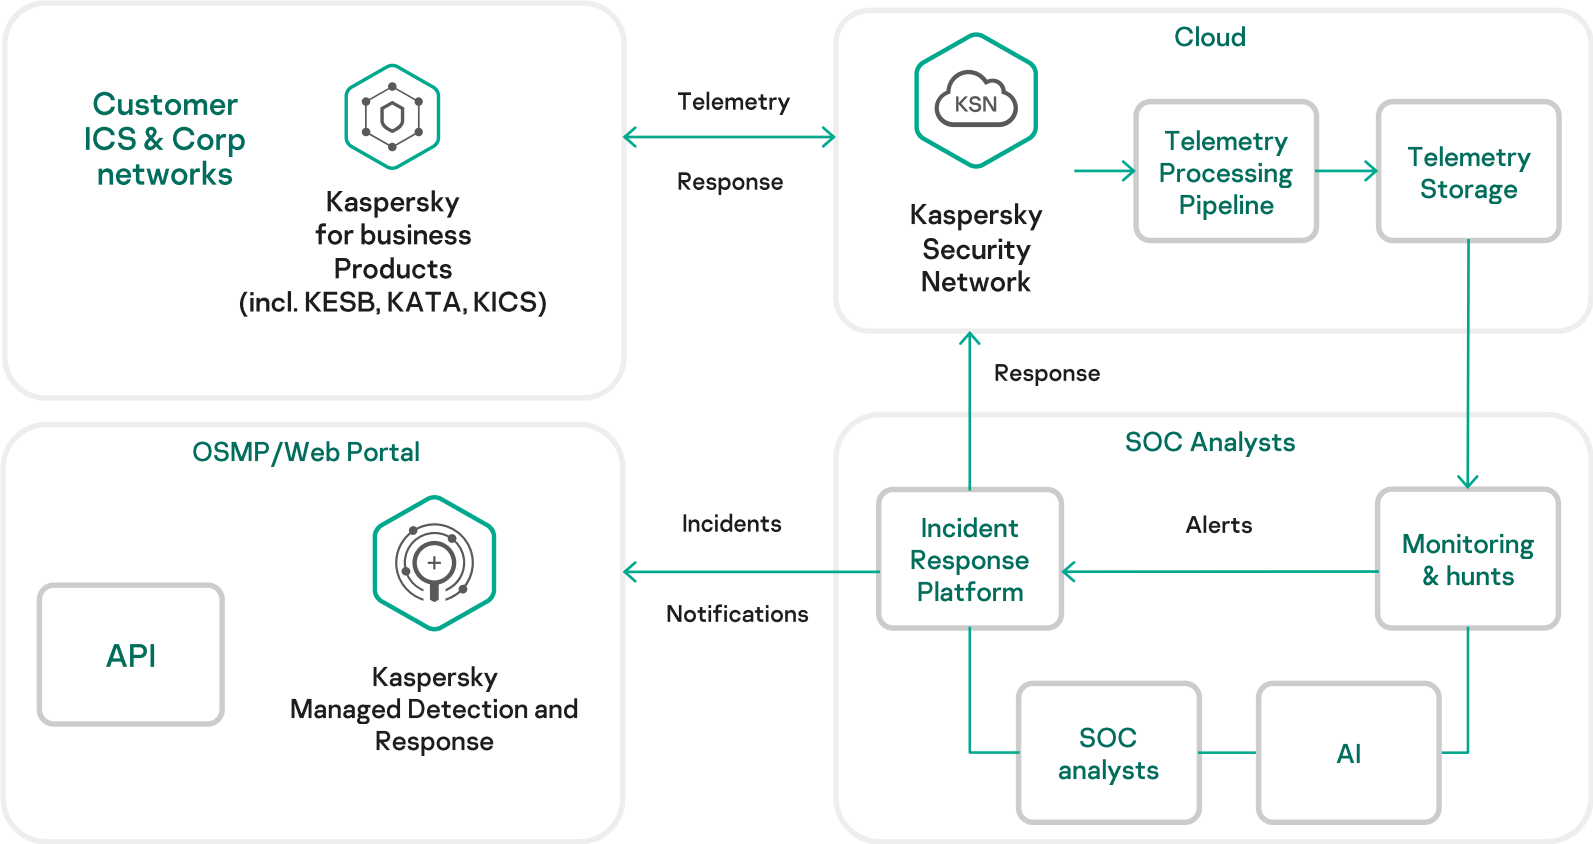 Customer
ICS & Corp
networks
Kaspersky
for business
Products
(incl. KESB, KATA, KICS)
Telemetry
Response
Cloud
KSN
Kaspersky
Security
Network
Telemetry
Processing
Pipeline
Telemetry
Storage
Response
OSMP/Web Portal
API
Kaspersky
Managed Detection and
Response
Incidents
Notifications
SOC Analysts
Incident
Response
Platform
Alerts
Monitoring
& hunts
SOC
analysts
AI